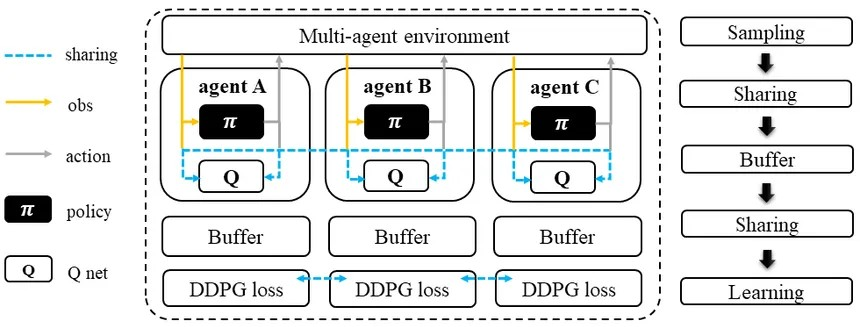 sharing
obs
action
π policy
Q Q net
Multi-agent environment
agent A agent B agent C
π π π
Q Q Q
Buffer Buffer Buffer
DDPG loss DDPG loss DDPG loss
Sampling
Sharing
Buffer
Sharing
Learning